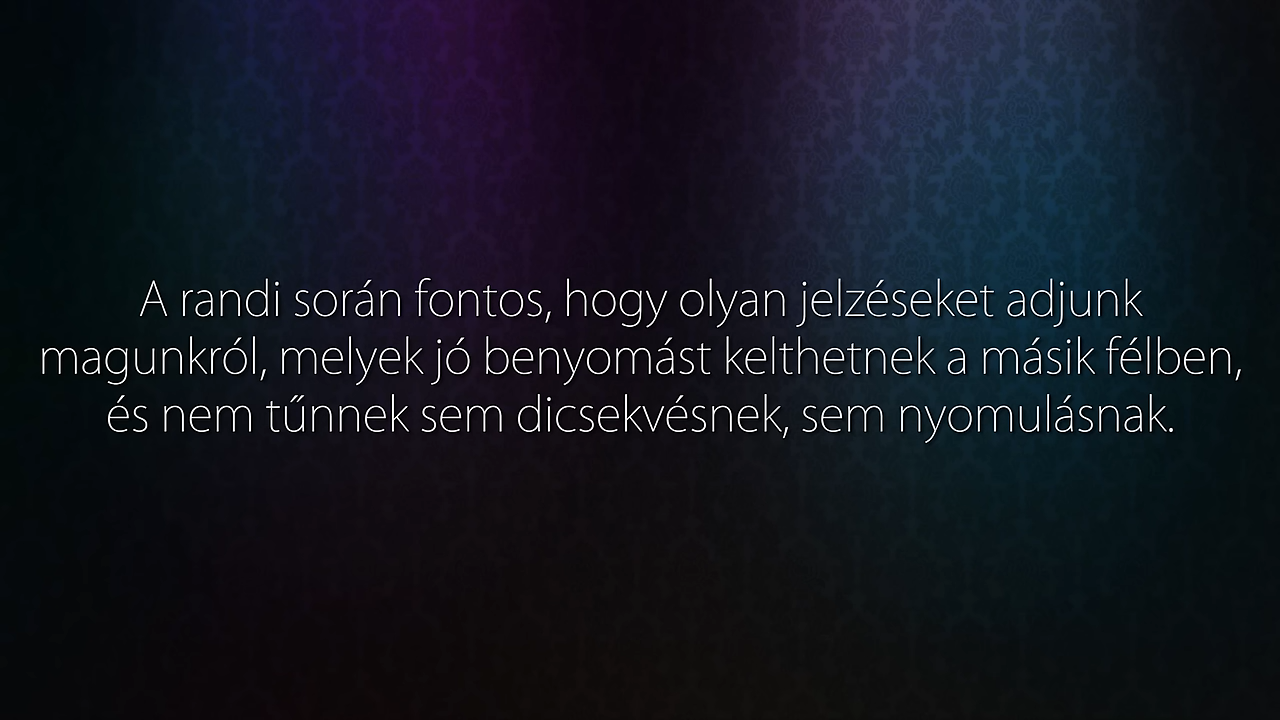 A randi során fontos, hogy olyan jelzéseket adjunk
magunkról, melyek jó benyomást kelthetnek a másik félben,
és nem tűnnek sem dicsekvésnek, sem nyomulásnak.